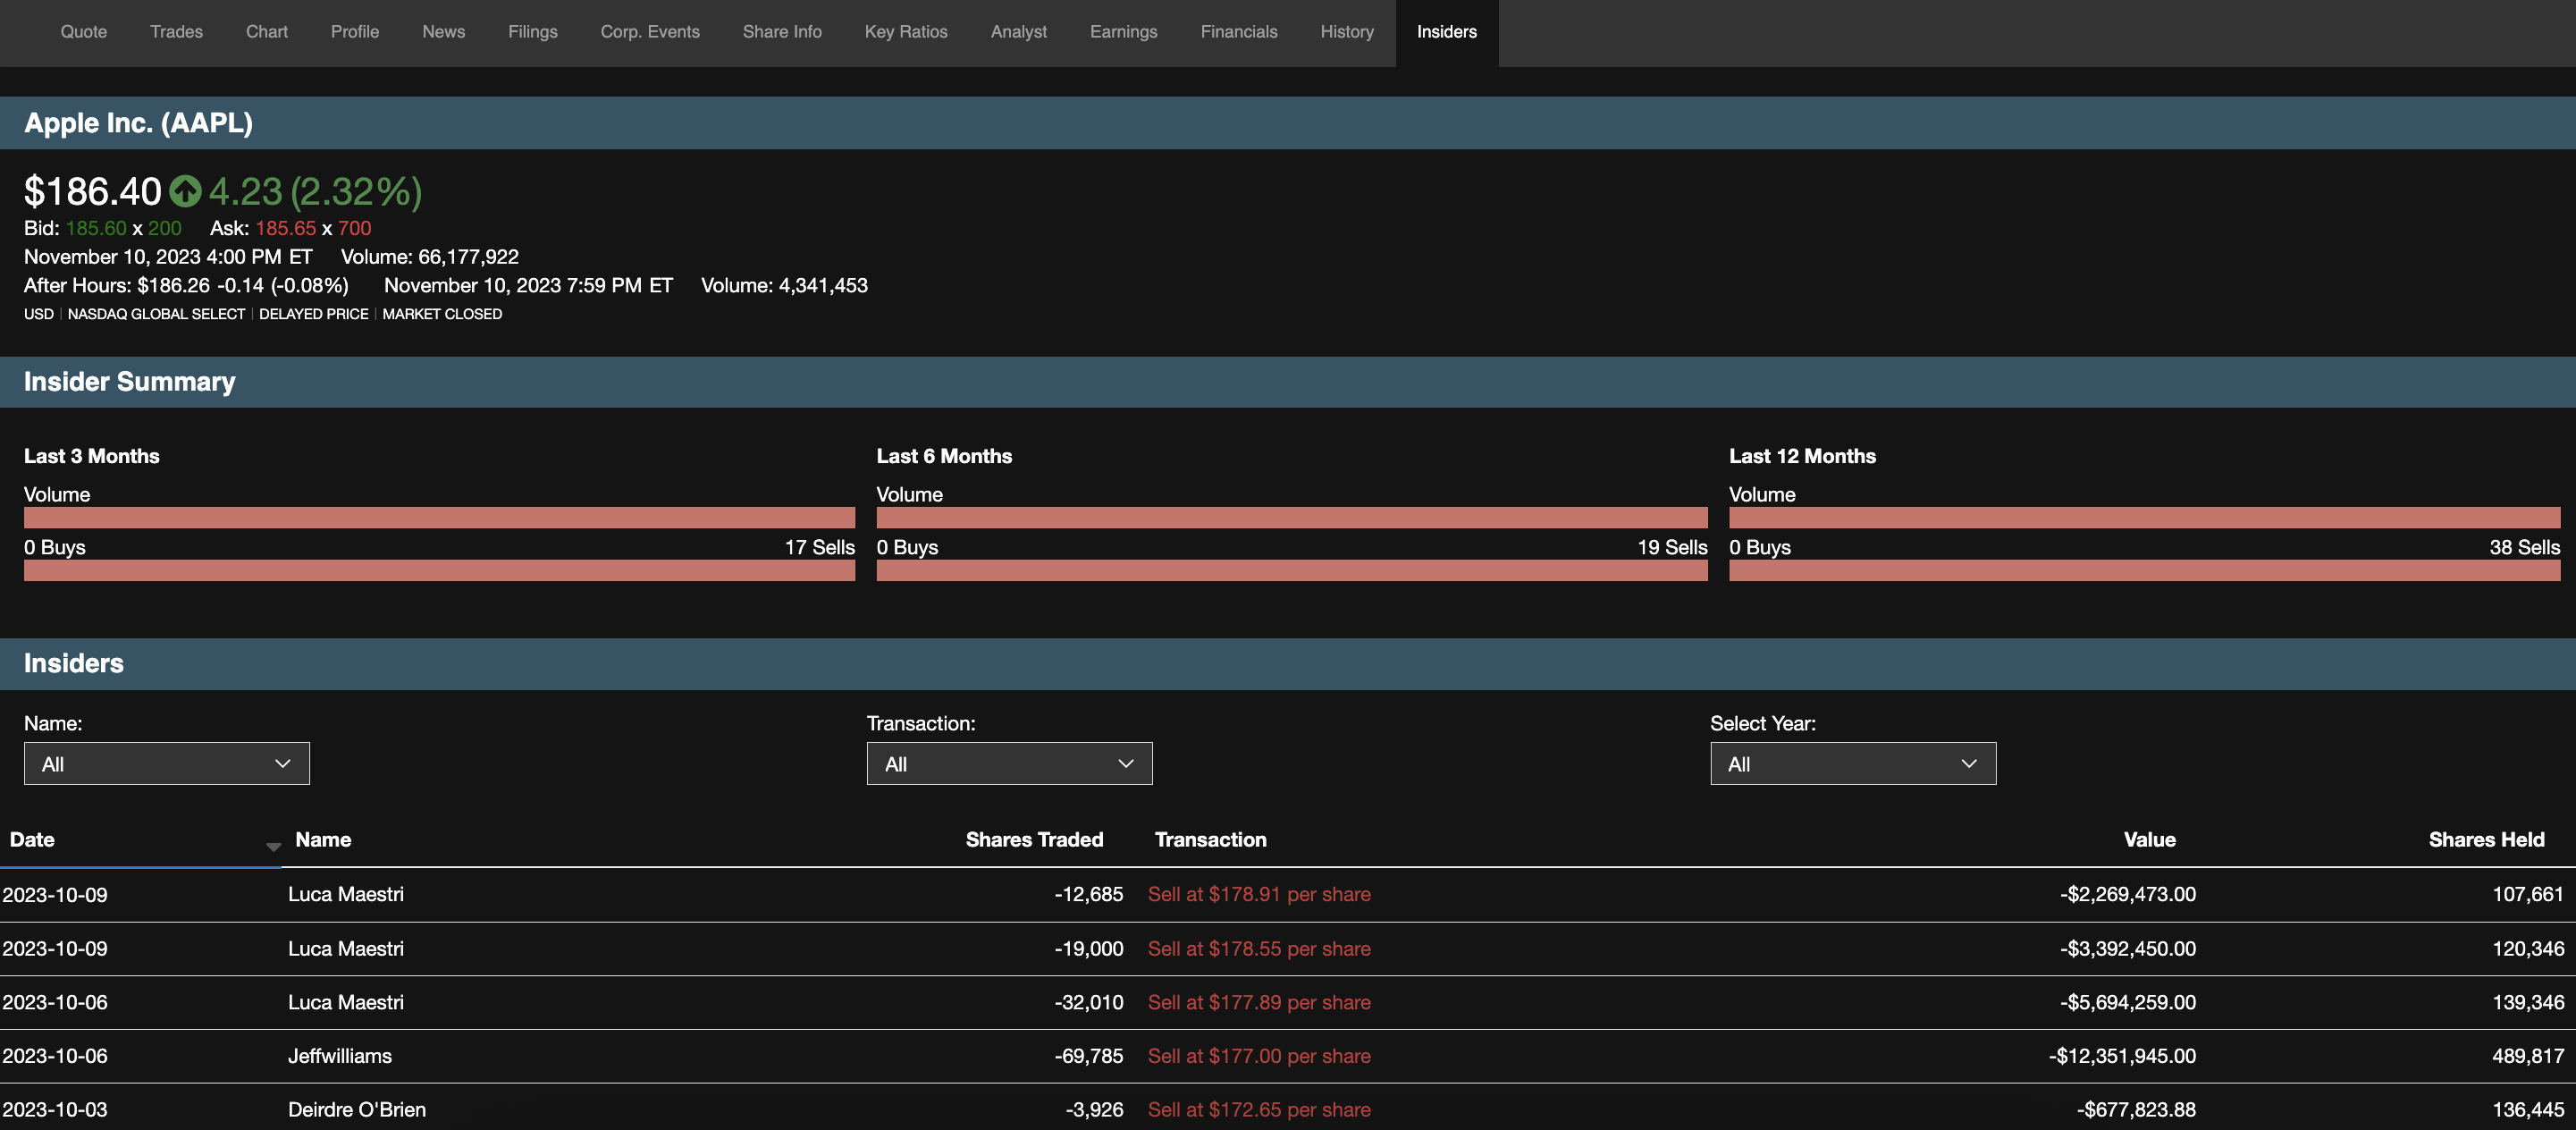 Quote Trades Chart Profile News Filings Corp. Events Share Info Key Ratios Analyst Earnings Financials History Insiders
Apple Inc. (AAPL)
$186.40 4.23 (2.32%)
Bid: 185.60 x 200 Ask: 185.65 x 700
November 10, 2023 4:00 PM ET Volume: 66,177,922
After Hours: $186.26 -0.14 (-0.08%) November 10, 2023 7:59 PM ET Volume: 4,341,453
USD | NASDAQ GLOBAL SELECT | DELAYED PRICE | MARKET CLOSED
Insider Summary
Last 3 Months Last 6 Months Last 12 Months
Volume Volume Volume
0 Buys 17 Sells 0 Buys 19 Sells 0 Buys 38 Sells
Insiders
Name: Transaction: Select Year:
All All All
Date Name Shares Traded Transaction Value Shares Held
2023-10-09 Luca Maestri -12,685 Sell at $178.91 per share -$2,269,473.00 107,661
2023-10-09 Luca Maestri -19,000 Sell at $178.55 per share -$3,392,450.00 120,346
2023-10-06 Luca Maestri -32,010 Sell at $177.89 per share -$5,694,259.00 139,346
2023-10-06 Jeffwilliams -69,785 Sell at $177.00 per share -$12,351,945.00 489,817
2023-10-03 Deirdre O'Brien -3,926 Sell at $172.65 per share -$677,823.88 136,445